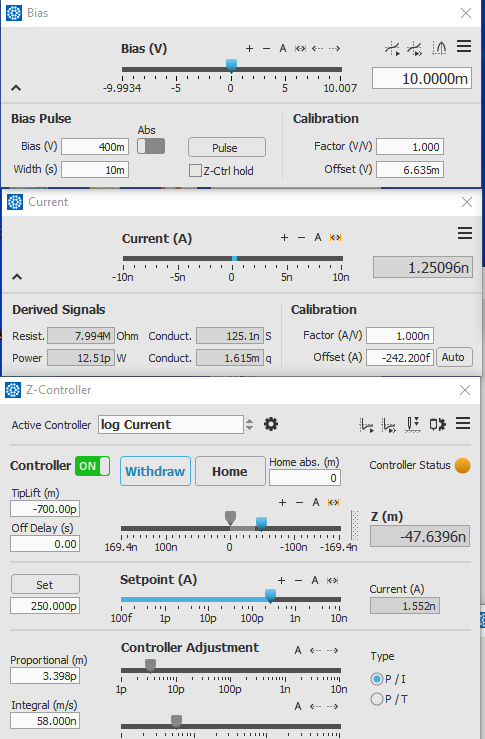 Bias
Bias (V) + - A
-9.9934 -5 0 5 10.007
10.0000m
Bias Pulse
Abs
Bias (V) 400m
Pulse
Width (s) 10m
Z-Ctrl hold
Calibration
Factor (V/V) 1.000
Offset (V) 6.635m
Current
Current (A) + - A
-10n -5n 0 5n 10n
1.25096n
Derived Signals
Resist. 7.994M Ohm Conduct. 125.1n S
Power 12.51p W Conduct. 1.615m q
Calibration
Factor (A/V) 1.000n
Offset (A) -242.200f Auto
Z-Controller
Active Controller log Current
Controller ON Withdraw Home
Home abs. (m)
0
Controller Status
TipLift (m)
-700.00p
Off Delay (s)
0.00
+ - A
169.4n 100n 0 -100n -169.4n
Z (m)
-47.6396n
Set
250.000p
Setpoint (A) + - A
100f 1p 10p 100p 1n 10n
Current (A)
1.552n
Controller Adjustment A
Proportional (m)
3.398p
1p 10p 100p 1n 10n
Type
P / I
P / T
Integral (m/s)
58.000n
A